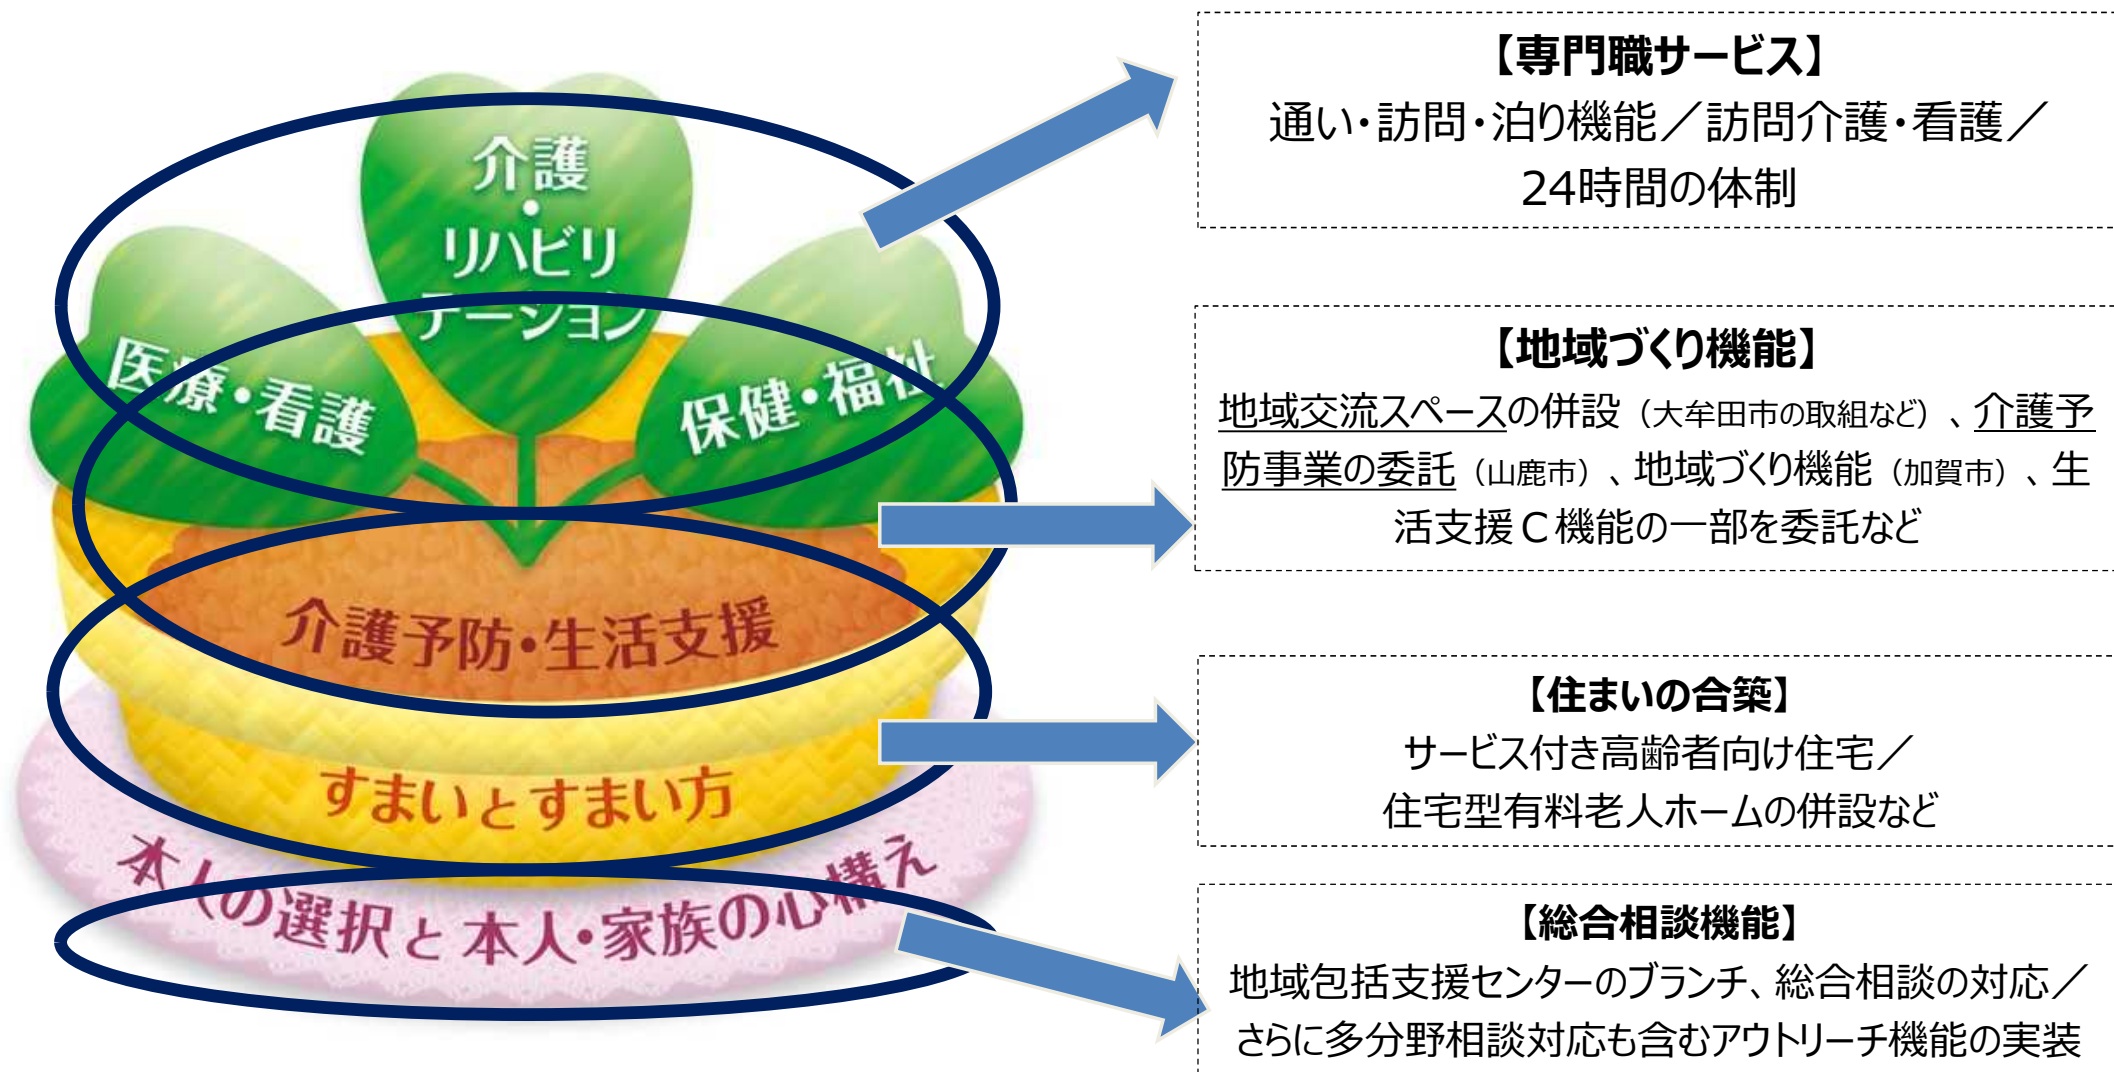 介護
・
リハビリ
テーション
医療・看護
保健・福祉
介護予防・生活支援
すまいとすまい方
本人の選択と本人・家族の心構え
【専門職サービス】
通い・訪問・泊り機能／訪問介護・看護／
24時間の体制
【地域づくり機能】
地域交流スペースの併設（大牟田市の取組など）、介護予
防事業の委託（山鹿市）、地域づくり機能（加賀市）、生
活支援Ｃ機能の一部を委託など
【住まいの合築】
サービス付き高齢者向け住宅／
住宅型有料老人ホームの併設など
【総合相談機能】
地域包括支援センターのブランチ、総合相談の対応／
さらに多分野相談対応も含むアウトリーチ機能の実装